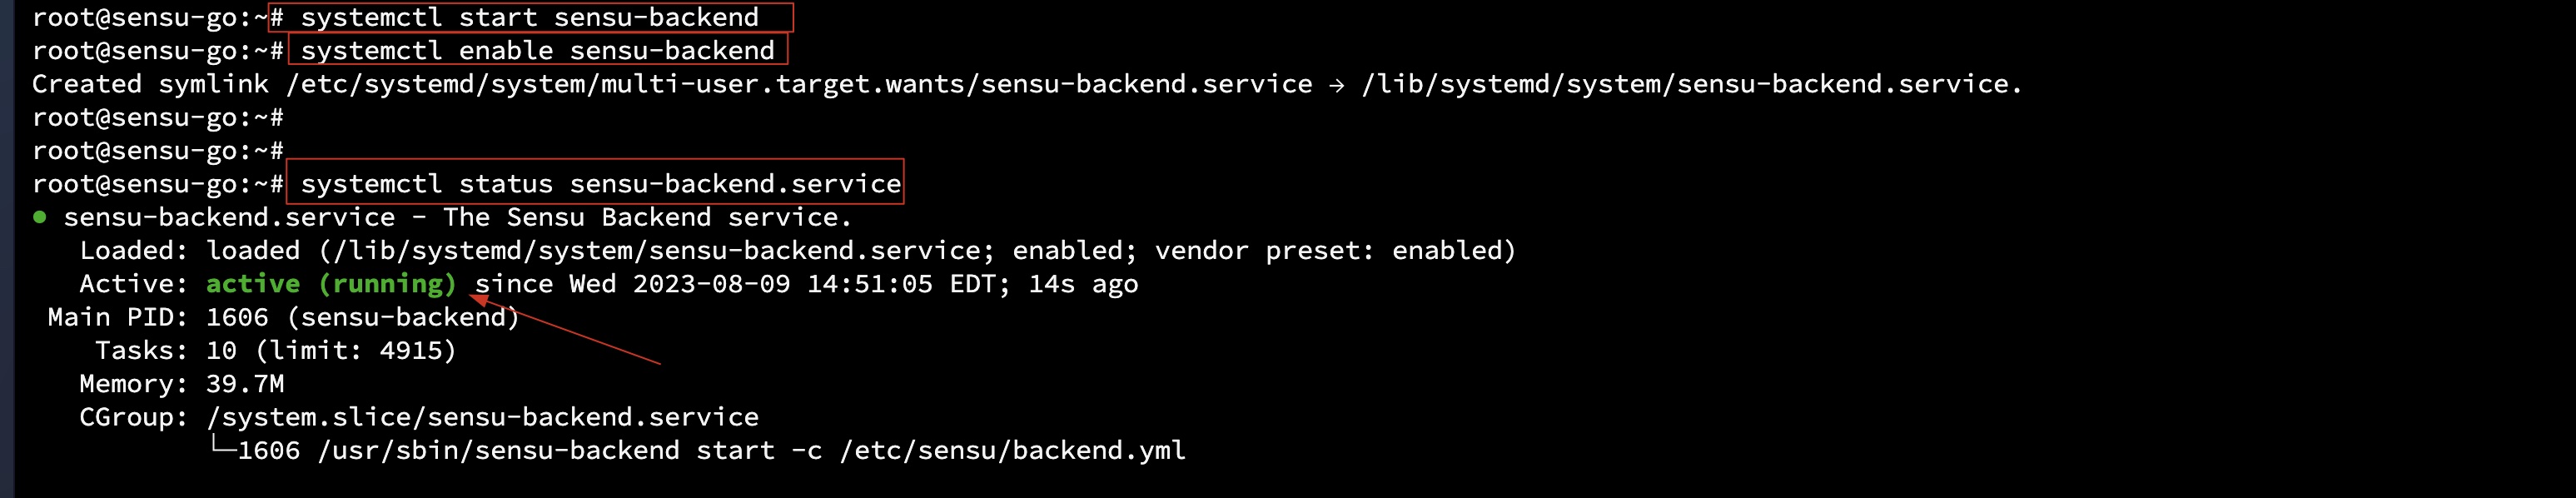 root@sensu-go:~# systemctl start sensu-backend
root@sensu-go:~# systemctl enable sensu-backend
Created symlink /etc/systemd/system/multi-user.target.wants/sensu-backend.service → /lib/systemd/system/sensu-backend.service.
root@sensu-go:~#
root@sensu-go:~#
root@sensu-go:~# systemctl status sensu-backend.service
● sensu-backend.service - The Sensu Backend service.
   Loaded: loaded (/lib/systemd/system/sensu-backend.service; enabled; vendor preset: enabled)
   Active: active (running) since Wed 2023-08-09 14:51:05 EDT; 14s ago
 Main PID: 1606 (sensu-backend)
    Tasks: 10 (limit: 4915)
   Memory: 39.7M
   CGroup: /system.slice/sensu-backend.service
           └─1606 /usr/sbin/sensu-backend start -c /etc/sensu/backend.yml